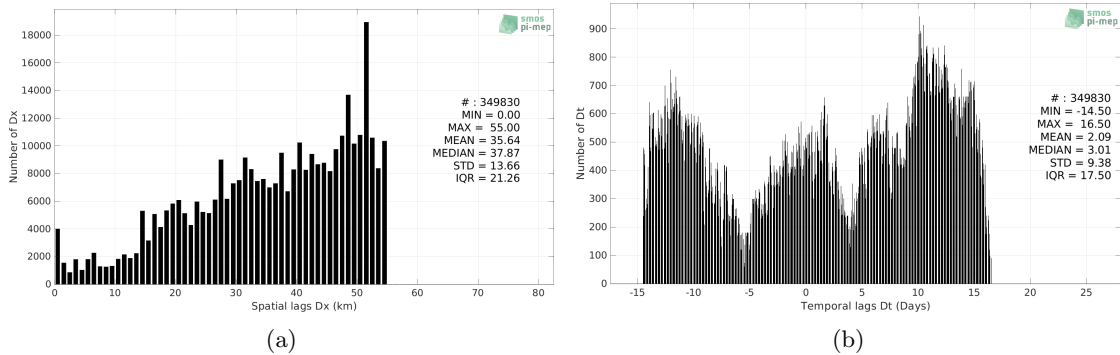 smos
pi-mep
18000
16000
14000
12000
10000
8000
6000
4000
2000
0
Number of Dx
# : 349830
MIN = 0.00
MAX = 55.00
MEAN = 35.64
MEDIAN = 37.87
STD = 13.66
IQR = 21.26
0 10 20 30 40 50 60 70 80
Spatial lags Dx (km)
(a)
smos
pi-mep
900
800
700
600
500
400
300
200
100
0
Number of Dt
# : 349830
MIN = -14.50
MAX = 16.50
MEAN = 2.09
MEDIAN = 3.01
STD = 9.38
IQR = 17.50
-15 -10 -5 0 5 10 15 20 25
Temporal lags Dt (Days)
(b)